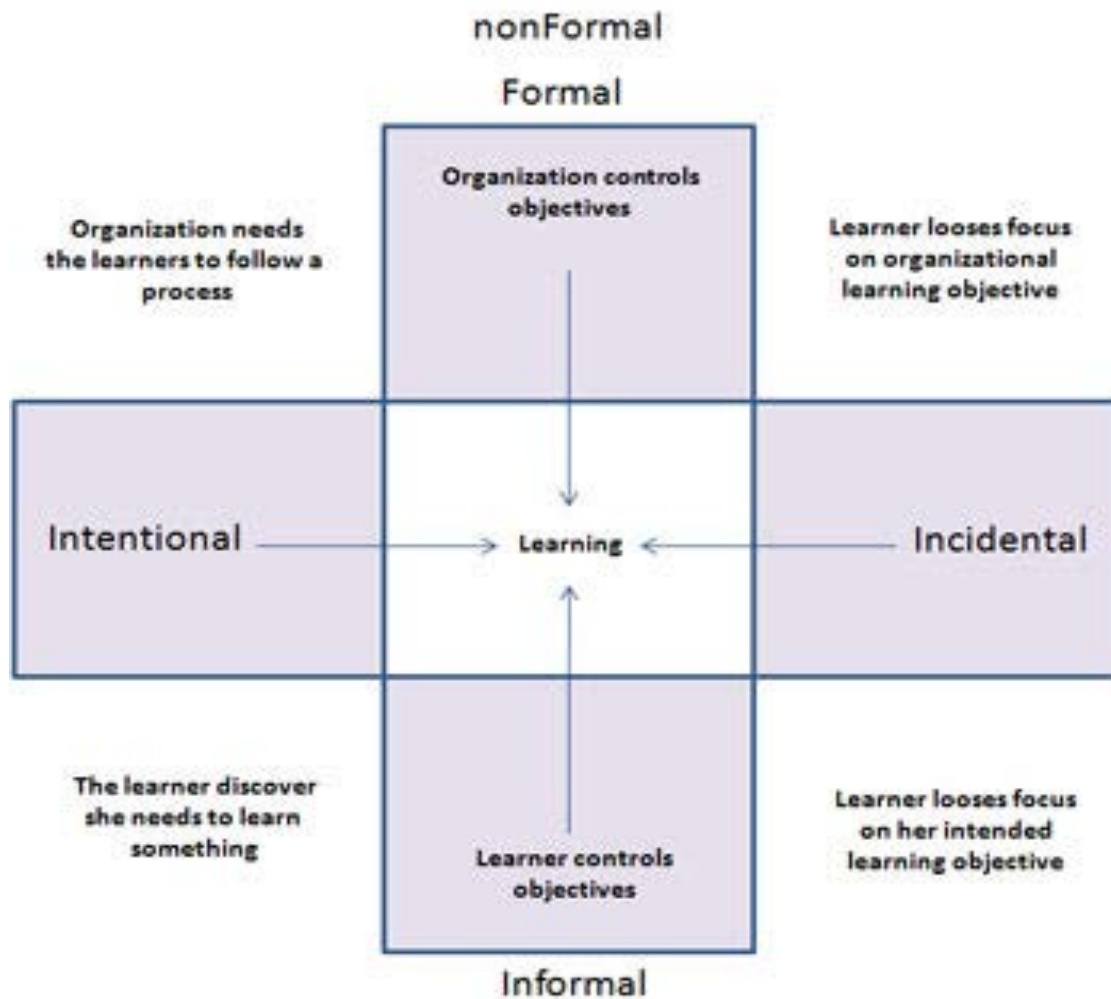 nonFormal
Formal
Organization controls
objectives
Organization needs
the learners to follow a
process
Learner looses focus
on organizational
learning objective
Intentional
Learning
Incidental
The learner discover
she needs to learn
something
Learner controls
objectives
Learner looses focus
on her intended
learning objective
Informal